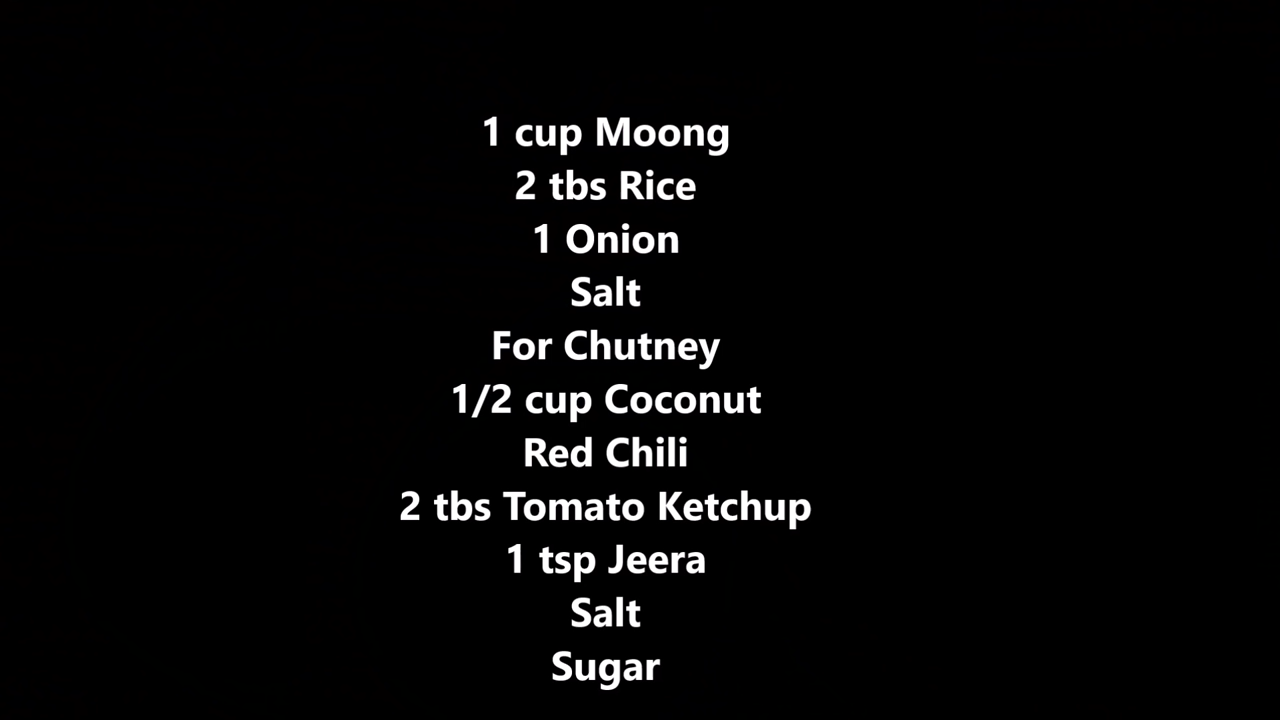 1 cup Moong
2 tbs Rice
1 Onion
Salt
For Chutney
1/2 cup Coconut
Red Chili
2 tbs Tomato Ketchup
1 tsp Jeera
Salt
Sugar